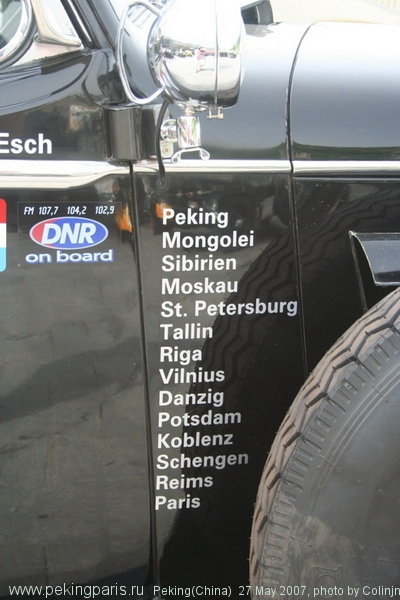 Esch
FM 107,7 104,2 102,9
DNR
on board
Peking
Mongolei
Sibirien
Moskau
St. Petersburg
Tallin
Riga
Vilnius
Danzig
Potsdam
Koblenz
Schengen
Reims
Paris
www.pekingparis.ru Peking(China) 27 May 2007, photo by Colinjn